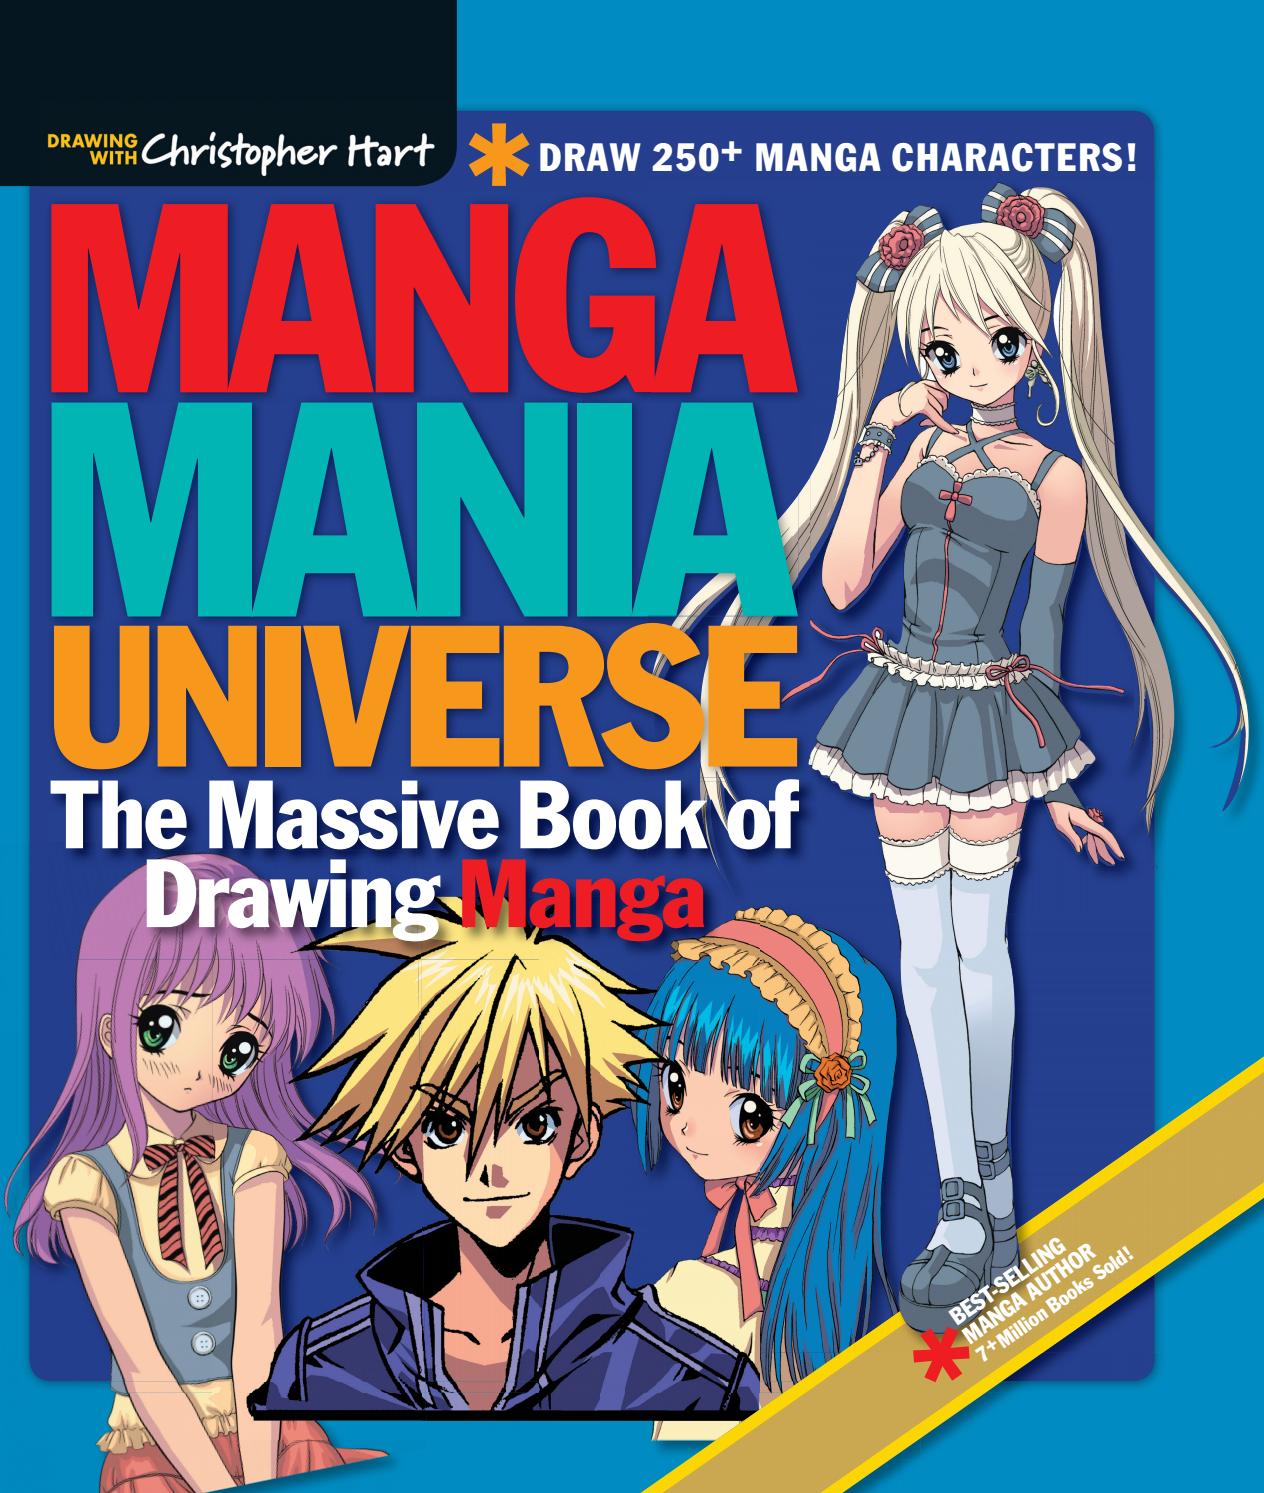 DRAWING
WITH Christopher Hart
* DRAW 250+ MANGA CHARACTERS!
MANGA
MANIA
UNIVERSE
The Massive Book of
Drawing Manga
BEST-SELLING
MANGA AUTHOR
* 7+ Million Books Sold!